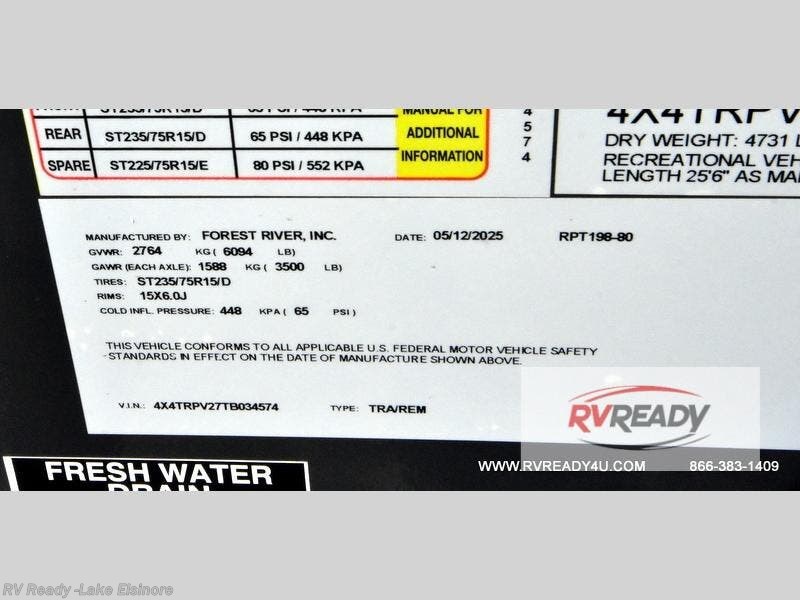 REAR ST235/75R15/D 65 PSI / 448 KPA
SPARE ST225/75R15/E 80 PSI / 552 KPA
MANUAL FOR
ADDITIONAL
INFORMATION
4
5
7
4
DRY WEIGHT: 4731
RECREATIONAL
LENGTH 25'6" AS
MANUFACTURED BY: FOREST RIVER, INC. DATE: 05/12/2025 RPT198-80
GVWR: 2764 KG ( 6094 LB)
GAWR (EACH AXLE): 1588 KG ( 3500 LB)
TIRES: ST235/75R15/D
RIMS: 15X6.0J
COLD INFL. PRESSURE: 448 KPA ( 65 PSI )
THIS VEHICLE CONFORMS TO ALL APPLICABLE U.S. FEDERAL MOTOR VEHICLE SAFETY
STANDARDS IN EFFECT ON THE DATE OF MANUFACTURE SHOWN ABOVE.
V.I.N.: 4X4TRPV27TB034574 TYPE: TRA/REM
RVREADY
WWW.RVREADY4U.COM 866-383-1409
FRESH WATER
DRAIN
RV Ready -Lake Elsinore